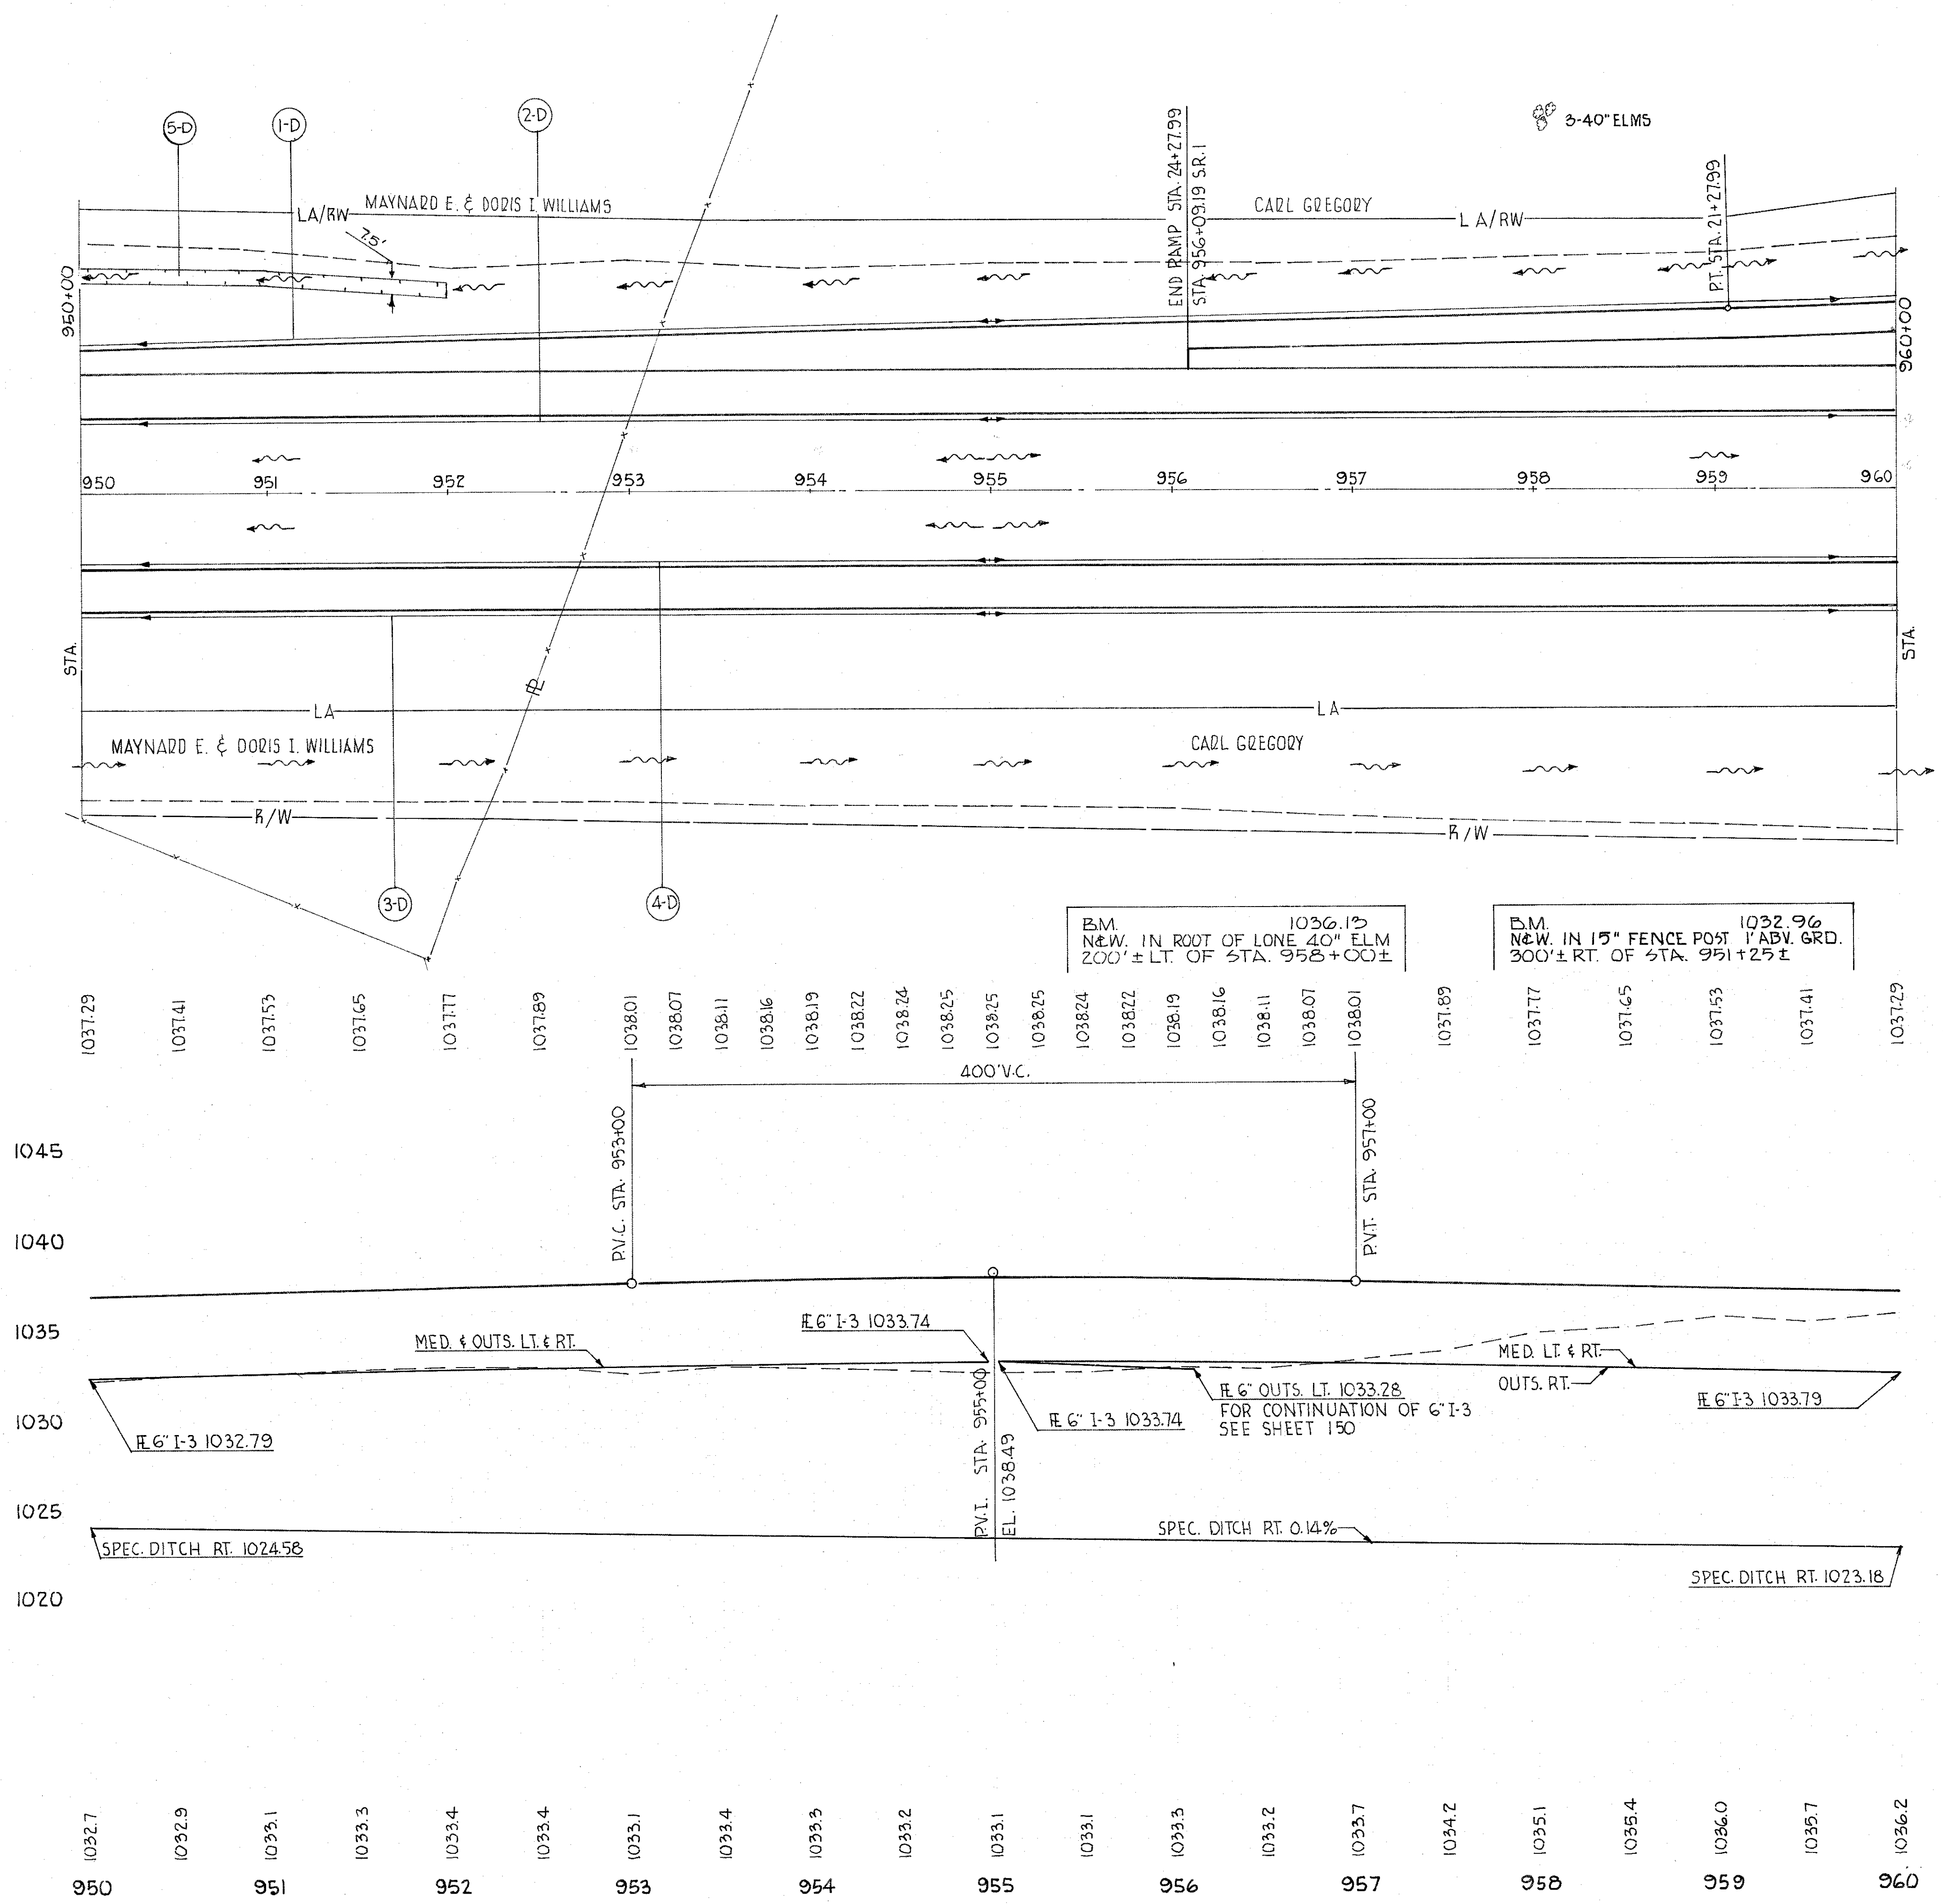 5-D
1-D
2-D
3-40" ELMS
END RAMP STA. 24+27.99
STA. 956+09.19 S.R.1
P.T. STA. 21+27.99
LA/RW
MAYNARD E. & DORIS I. WILLIAMS
CARL GREGORY
L A/RW
7.5'
950+00
960+00
950 951 952 953 954 955 956 957 958 959 960
STA.
STA.
PL
LA
LA
MAYNARD E. & DORIS I. WILLIAMS
CARL GREGORY
R/W
R/W
3-D
4-D
B.M. 1036.13
N&W. IN ROOT OF LONE 40" ELM
200'± LT. OF STA. 958+00±
B.M. 1032.96
N&W. IN 15" FENCE POST 1' ABV. GRD.
300'± RT. OF STA. 951+25±
1037.29 1037.41 1037.53 1037.65 1037.77 1037.89 1038.01 1038.07 1038.11 1038.16 1038.19 1038.22 1038.24 1038.25 1038.25 1038.25 1038.24 1038.22 1038.19 1038.16 1038.11 1038.07 1038.01 1037.89 1037.77 1037.65 1037.53 1037.41 1037.29
400' V.C.
P.V.C. STA. 953+00
P.V.T. STA. 957+00
1045
1040
1035
1030
1025
1020
MED. & OUTS. LT. & RT.
FL 6" I-3 1033.74
MED. LT. & RT.
OUTS. RT.
FL 6" I-3 1032.79
FL 6" I-3 1033.74
FL 6" OUTS. LT. 1033.28
FOR CONTINUATION OF 6" I-3
SEE SHEET 150
FL 6" I-3 1033.79
P.V.I. STA. 955+00
EL. 1038.49
SPEC. DITCH RT. 1024.58
SPEC. DITCH RT. 0.14%
SPEC. DITCH RT. 1023.18
1032.7 1032.9 1033.1 1033.3 1033.4 1033.4 1033.1 1033.4 1033.3 1033.2 1033.1 1033.1 1033.3 1033.2 1033.7 1034.2 1035.1 1035.4 1036.0 1035.7 1036.2
950 951 952 953 954 955 956 957 958 959 960